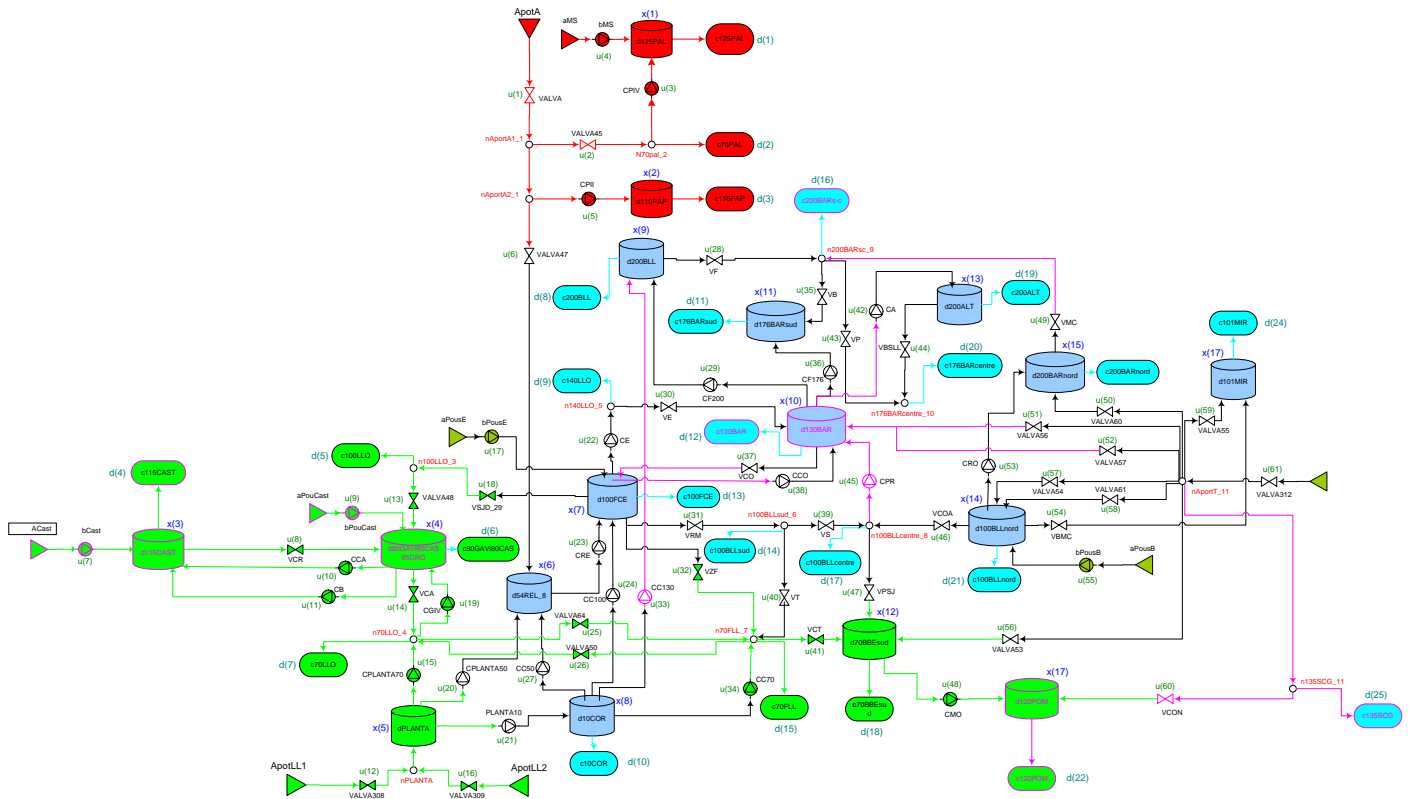 ApotA
aMS
bMS
u(4)
x(1)
d125PAL
c125PAL
d(1)
u(1)
VALVA
CPIV
u(3)
nAportA1_1
VALVA45
u(2)
N70pal_2
c70PAL
d(2)
nAportA2_1
CPII
u(5)
x(2)
d110PAP
c110PAP
d(3)
u(6)
VALVA47
d(16)
c200BARs-c
n200BARsc_9
x(9)
d200BLL
u(28)
VF
d(8)
c200BLL
x(11)
d(11)
c176BARsud
d176BARsud
u(35)
VB
u(42)
CA
u(43)
VP
VBSLL
u(44)
x(13)
d200ALT
d(19)
c200ALT
d(20)
c176BARcentre
n176BARcentre_10
u(49)
VMC
x(15)
d200BARnord
c200BARnord
c101MIR
d(24)
x(17)
d101MIR
u(36)
CF176
u(29)
CF200
d(9)
c140LLO
n140LLO_5
u(30)
VE
x(10)
d130BAR
d(12)
c130BAR
u(22)
CE
aPousE
bPousE
u(17)
u(37)
VCO
CCO
u(38)
u(45)
CPR
u(50)
VALVA60
u(51)
VALVA56
u(52)
VALVA57
u(59)
VALVA55
CRO
u(53)
u(57)
VALVA54
VALVA61
u(58)
nAportT_11
u(61)
VALVA312
d(4)
c115CAST
d(5)
c100LLO
n100LLO_3
u(18)
VSJD_29
u(13)
VALVA48
aPouCast
u(9)
bPouCast
d100FCE
x(7)
c100FCE
d(13)
ACast
bCast
u(7)
x(3)
d115CAST
u(8)
VCR
x(4)
d(6)
c80GAVi80CAS
u(10)
CCA
CB
u(11)
VCA
u(14)
CGIV
u(19)
u(23)
CRE
u(31)
VRM
n100BLLsud_6
c100BLLsud
d(14)
u(39)
VS
c100BLLcentre
d(17)
n100BLLcentre_8
VCOA
u(46)
x(14)
d100BLLnord
u(54)
VBMC
bPousB
u(55)
aPousB
d(21)
c100BLLnord
u(32)
VZF
x(6)
d54REL_8
CC100
u(24)
CC130
u(33)
u(40)
VT
u(47)
VPSJ
x(12)
d70BBEsud
u(56)
VALVA53
n70LLO_4
VALVA64
u(25)
VALVA50
u(26)
n70FLL_7
VCT
u(41)
d(7)
c70LLO
u(15)
CPLANTA70
CPLANTA50
u(20)
CC50
u(27)
CC70
u(34)
c70FLL
d(15)
c70BBEsu
d
d(18)
u(48)
CMO
x(17)
c120PDM
u(60)
VCON
n135SCG_11
d(25)
c135SCG
x(5)
dPLANTA
PLANTA10
u(21)
x(8)
d10COR
c10COR
d(10)
ApotLL1
u(12)
VALVA308
nPLANTA
u(16)
VALVA309
ApotLL2
c120PDM
d(22)